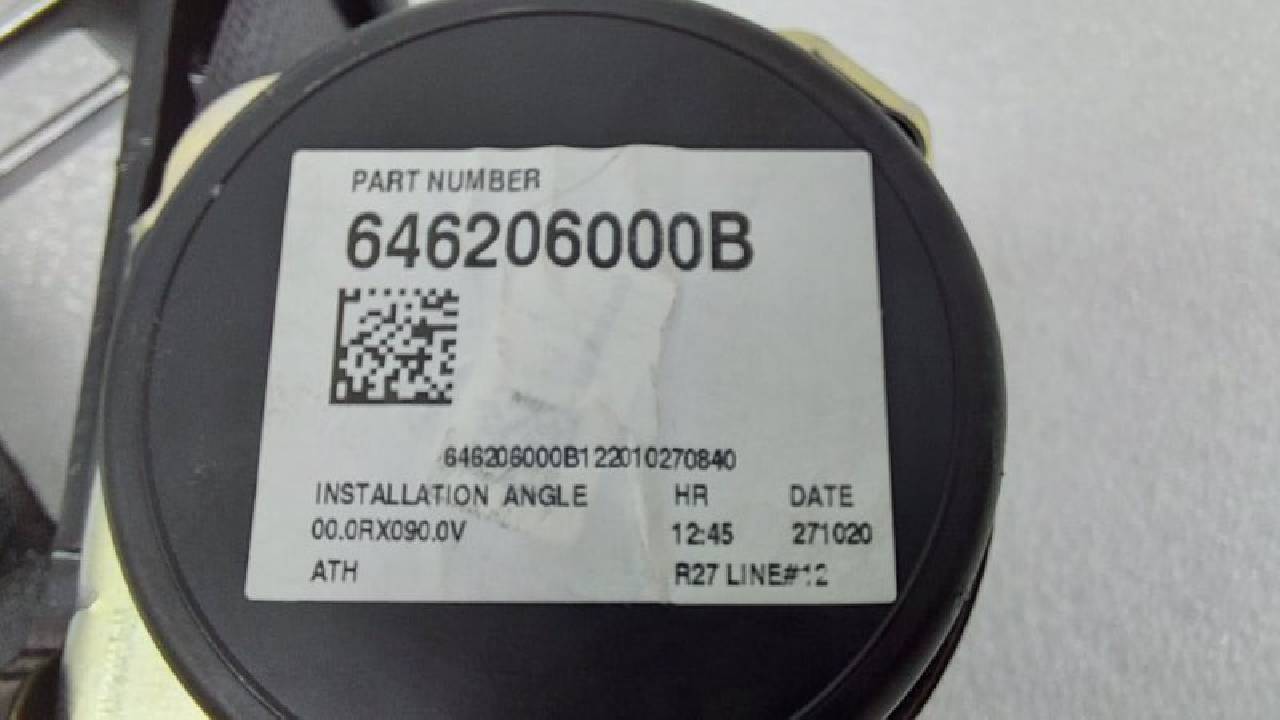 PART NUMBER
646206000B
646206000B122010270840
INSTALLATION ANGLE HR DATE
00.0RX090.0V 12:45 271020
ATH R27 LINE#12